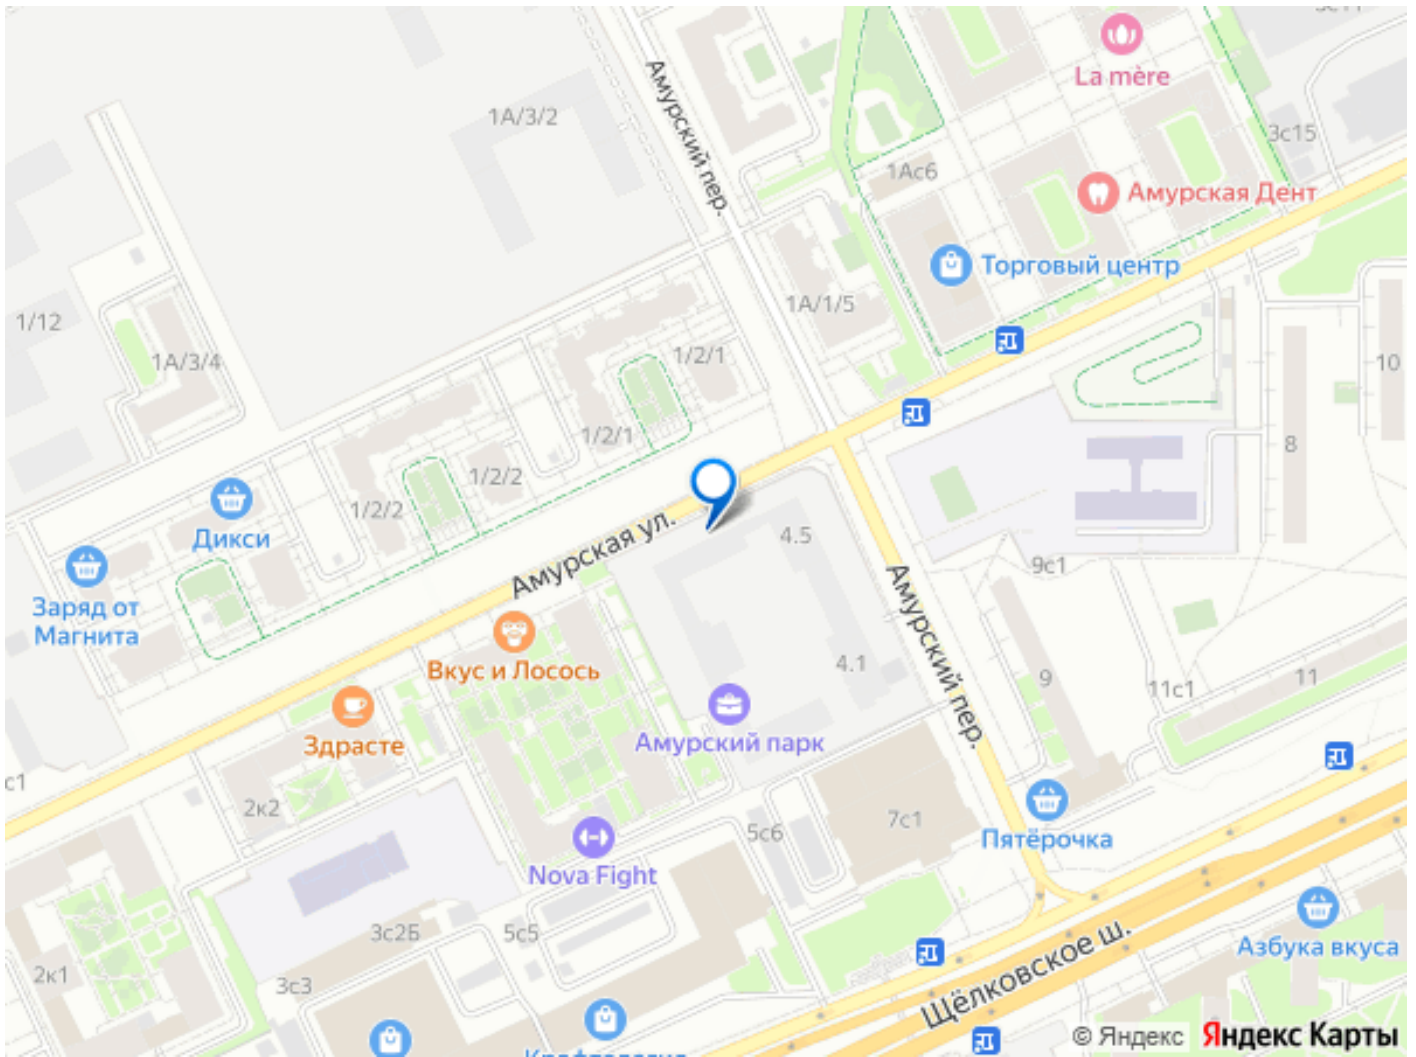 La mère
1А/3/2
Амурский пер.
3с15
1Ас6
Амурская Дент
Торговый центр
1А/1/5
1/12
1А/3/4
1/2/1
10
1/2/1
8
1/2/2
1/2/2
Дикси
4.5
Амурская ул.
9с1
Заряд от
Магнита
Амурский пер.
Вкус и Лосось
4.1
9
11с1
11
Здрасте
Амурский парк
с1
2к2
7с1
5с6
Пятёрочка
Nova Fight
3с2Б
5с5
Азбука вкуса
2к1
3с3
Щёлковское ш.
© Яндекс Яндекс Карты